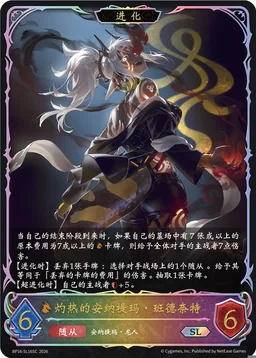 进化
当自己的结束阶段到来时，如果自己的墓场中有7张或以上的
原本费用为7或以上的卡牌，则给予全体对手的主战者7点伤
害。
【进化时】丢弃1张手牌：选择对手战场上的1个随从。给予其
等同于「丢弃的卡牌的费用」的伤害。抽取1张卡牌。
【超进化时】自己的主战者+5。
灼热的安纳提玛·班德奈特
6
6
随从
安纳提玛·龙人
SL
BP16-SL16SC 2026
© Cygames, Inc. Produced by NetEase Games